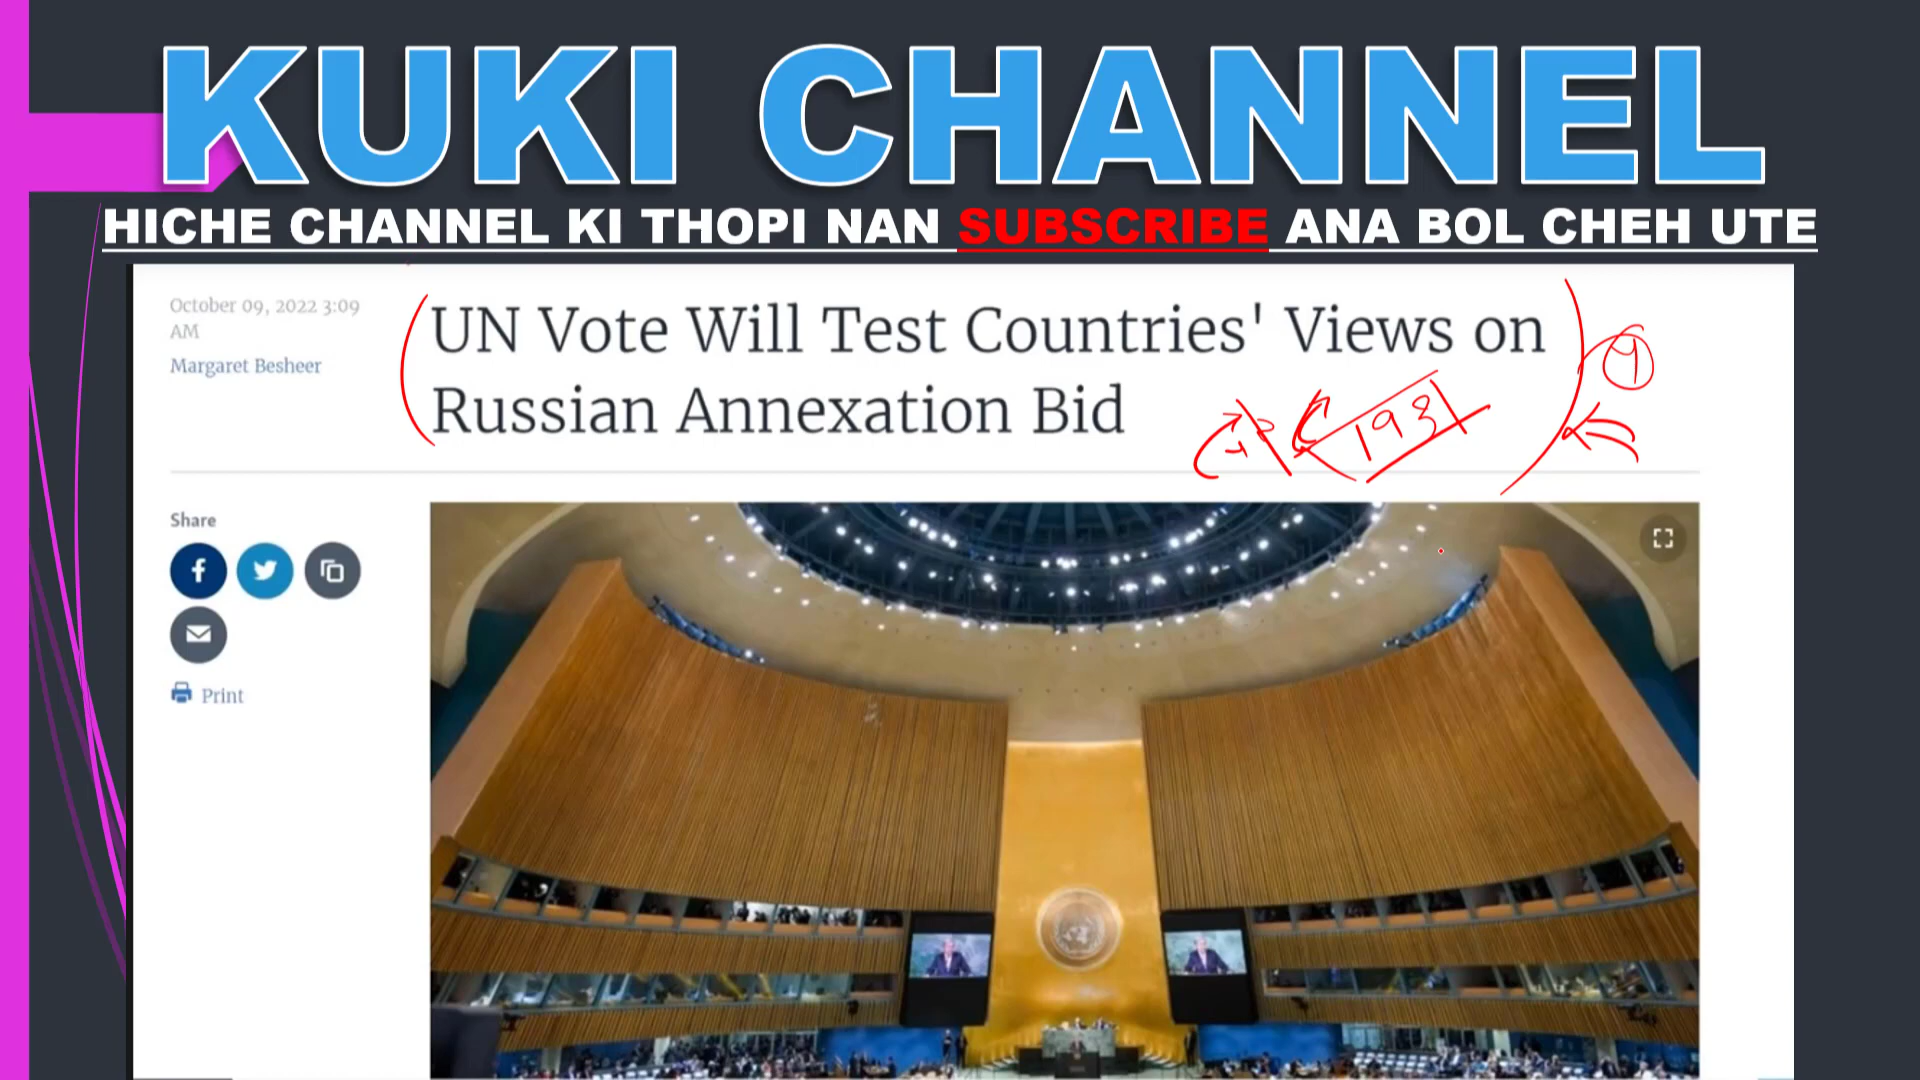 KUKI CHANNEL
HICHE CHANNEL KI THOPI NAN SUBSCRIBE ANA BOL CHEH UTE
October 09, 2022 3:09
AM
Margaret Besheer
UN Vote Will Test Countries' Views on
Russian Annexation Bid
193
Share
Print